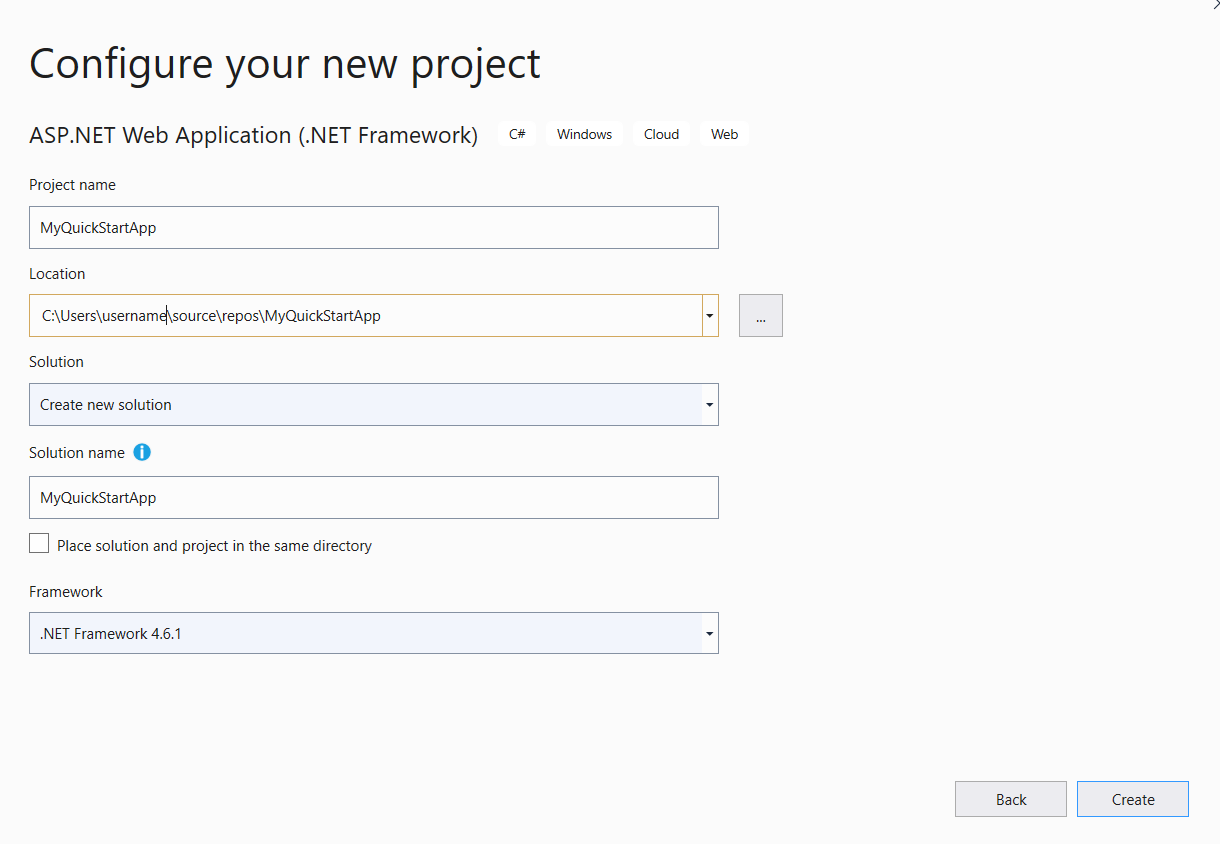 Configure your new project
ASP.NET Web Application (.NET Framework) C# Windows Cloud Web
Project name
MyQuickStartApp
Location
C:\Users\username\source\repos\MyQuickStartApp
...
Solution
Create new solution
Solution name
MyQuickStartApp
Place solution and project in the same directory
Framework
.NET Framework 4.6.1
Back Create